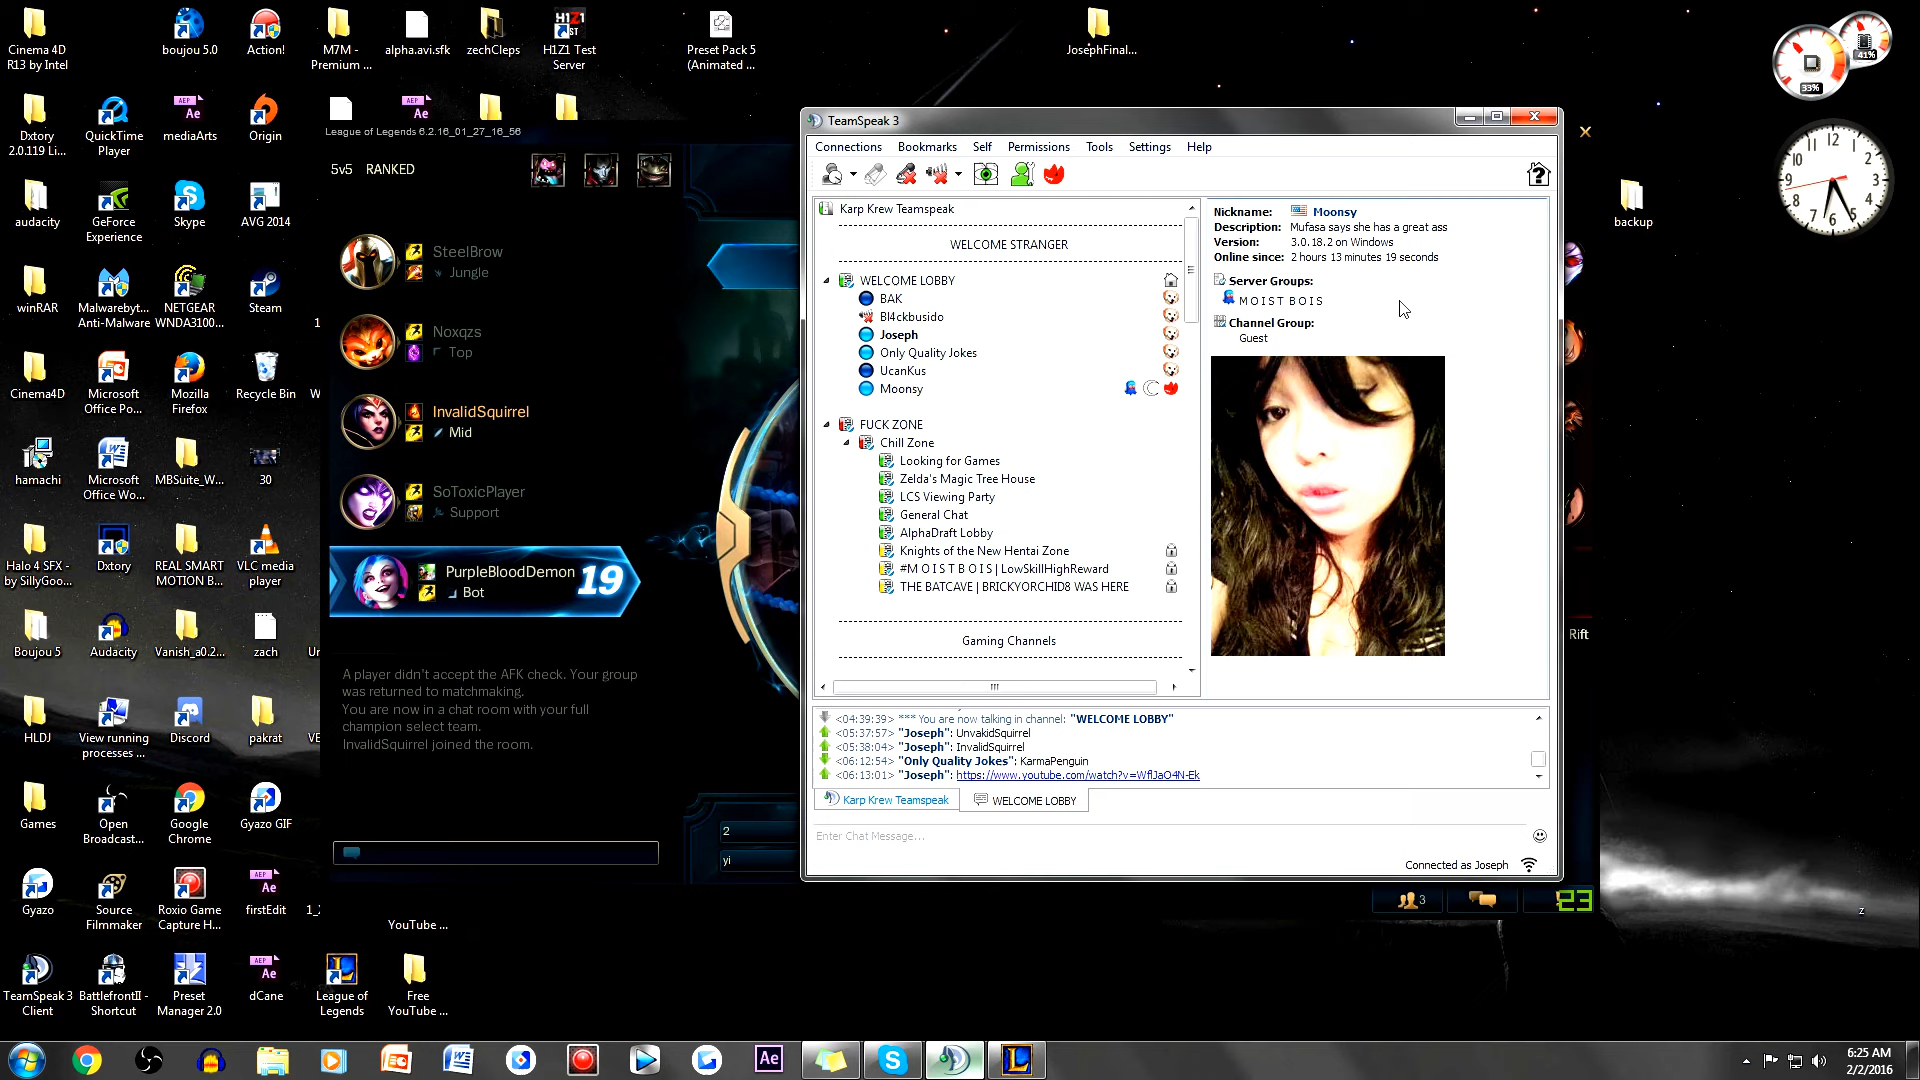 Cinema 4D
R13 by Intel
boujou 5.0
Action!
M7M -
Premium ...
alpha.avi.sfk
zechCleps
H1Z1 Test
Server
Preset Pack 5
(Animated ...
JosephFinal...
41%
33%
Dxtory
2.0.119 Li...
QuickTime
Player
mediaArts
Origin
audacity
GeForce
Experience
Skype
AVG 2014
backup
winRAR
Malwarebyt...
Anti-Malware
NETGEAR
WNDA3100...
Steam
Cinema4D
Microsoft
Office Po...
Mozilla
Firefox
Recycle Bin
hamachi
Microsoft
Office Wo...
MBSuite_W...
30
Halo 4 SFX -
by SillyGoo...
Dxtory
REAL SMART
MOTION B...
VLC media
player
Boujou 5
Audacity
Vanish_a0.2...
zach
HLDJ
View running
processes ...
Discord
pakrat
Games
Open
Broadcast...
Google
Chrome
Gyazo GIF
Gyazo
Source
Filmmaker
Roxio Game
Capture H...
firstEdit
YouTube ...
TeamSpeak 3
Client
BattlefrontII -
Shortcut
Preset
Manager 2.0
dCane
League of
Legends
Free
YouTube ...
League of Legends 6.2.16_01_27_16_56
5v5 RANKED
SteelBrow
Jungle
Noxqzs
Top
InvalidSquirrel
Mid
SoToxicPlayer
Support
PurpleBloodDemon
Bot
19
A player didn't accept the AFK check. Your group
was returned to matchmaking.
You are now in a chat room with your full
champion select team.
InvalidSquirrel joined the room.
2
yi
Rift
3
23
z
TeamSpeak 3
Connections Bookmarks Self Permissions Tools Settings Help
Karp Krew Teamspeak
WELCOME STRANGER
WELCOME LOBBY
BAK
Bl4ckbusido
Joseph
Only Quality Jokes
UcanKus
Moonsy
FUCK ZONE
Chill Zone
Looking for Games
Zelda's Magic Tree House
LCS Viewing Party
General Chat
AlphaDraft Lobby
Knights of the New Hentai Zone
#M O I S T B O I S | LowSkillHighReward
THE BATCAVE | BRICKYORCHID8 WAS HERE
Gaming Channels
Nickname: Moonsy
Description: Mufasa says she has a great ass
Version: 3.0.18.2 on Windows
Online since: 2 hours 13 minutes 19 seconds
Server Groups:
M O I S T B O I S
Channel Group:
Guest
<04:39:39> *** You are now talking in channel: "WELCOME LOBBY"
<05:37:57> "Joseph": UnvakidSquirrel
<05:38:04> "Joseph": InvalidSquirrel
<06:12:54> "Only Quality Jokes": KarmaPenguin
<06:13:01> "Joseph": https://www.youtube.com/watch?v=WflJaO4N-Ek
Karp Krew Teamspeak
WELCOME LOBBY
Enter Chat Message...
Connected as Joseph
6:25 AM
2/2/2016